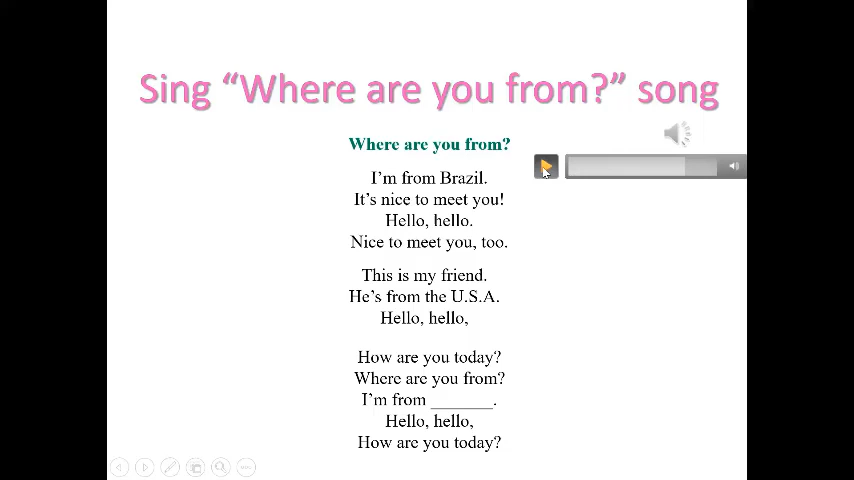 Sing “Where are you from?” song
Where are you from?
I’m from Brazil.
It’s nice to meet you!
Hello, hello.
Nice to meet you, too.
This is my friend.
He’s from the U.S.A.
Hello, hello,
How are you today?
Where are you from?
I’m from _______.
Hello, hello,
How are you today?